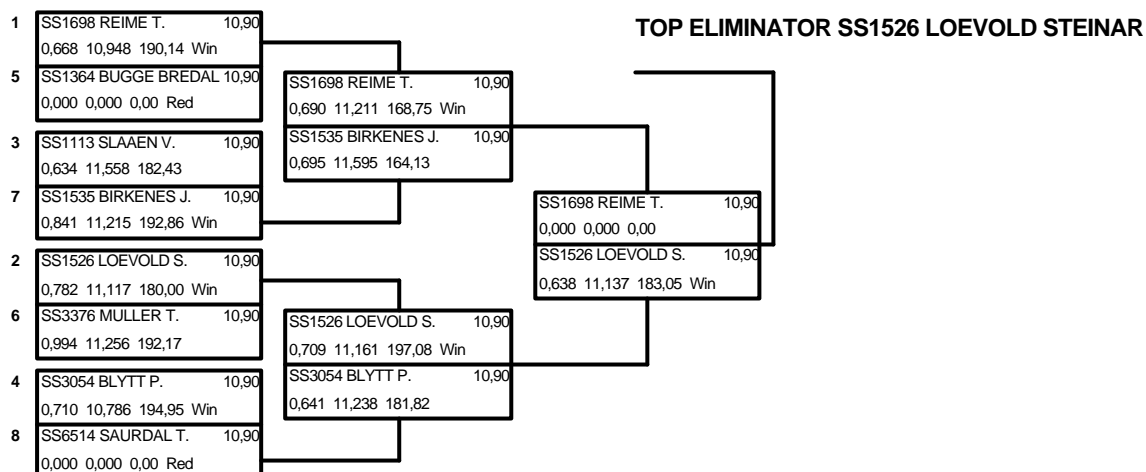 TOP ELIMINATOR SS1526 LOEVOLD STEINAR
1 SS1698 REIME T. 10,90
0,668 10,948 190,14 Win
5 SS1364 BUGGE BREDAL 10,90
0,000 0,000 0,00 Red
3 SS1113 SLAAEN V. 10,90
0,634 11,558 182,43
7 SS1535 BIRKENES J. 10,90
0,841 11,215 192,86 Win
2 SS1526 LOEVOLD S. 10,90
0,782 11,117 180,00 Win
6 SS3376 MULLER T. 10,90
0,994 11,256 192,17
4 SS3054 BLYTT P. 10,90
0,710 10,786 194,95 Win
8 SS6514 SAURDAL T. 10,90
0,000 0,000 0,00 Red
SS1698 REIME T. 10,90
0,690 11,211 168,75 Win
SS1535 BIRKENES J. 10,90
0,695 11,595 164,13
SS1526 LOEVOLD S. 10,90
0,709 11,161 197,08 Win
SS3054 BLYTT P. 10,90
0,641 11,238 181,82
SS1698 REIME T. 10,90
0,000 0,000 0,00
SS1526 LOEVOLD S. 10,90
0,638 11,137 183,05 Win